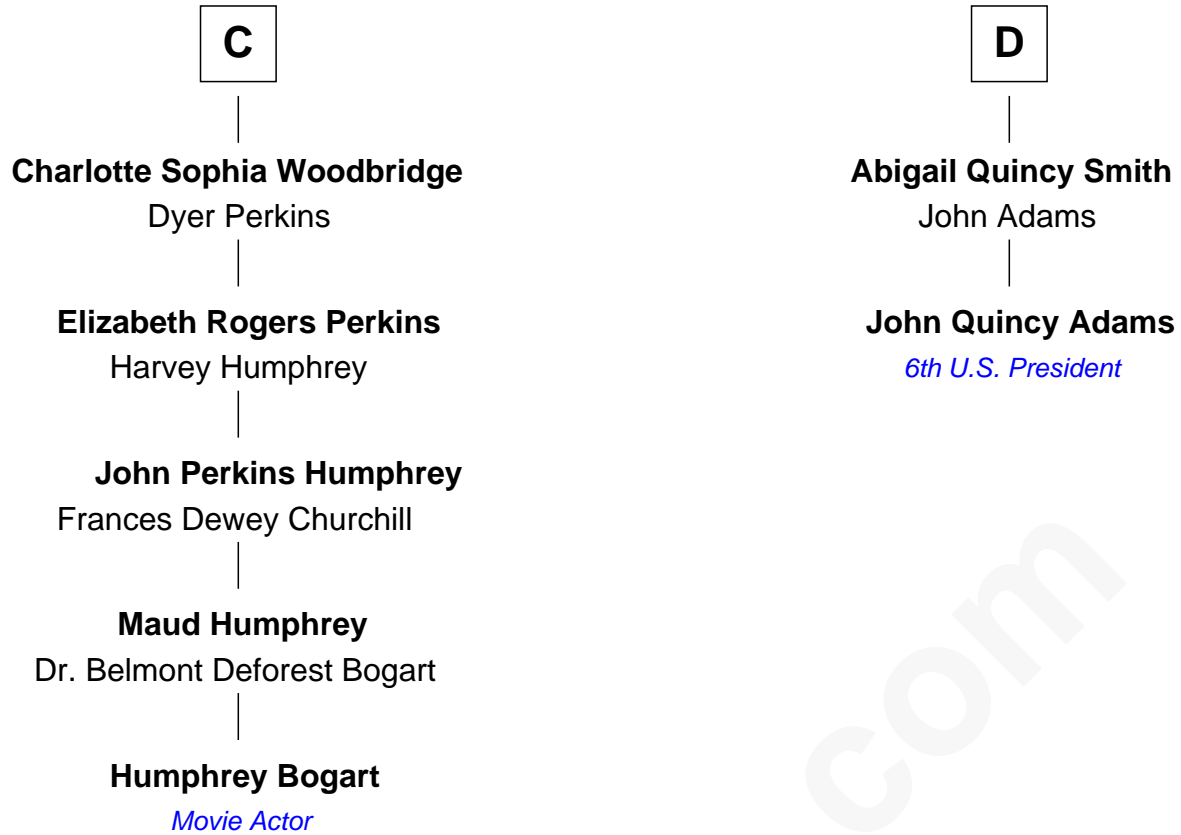 C
Charlotte Sophia Woodbridge
Dyer Perkins
Elizabeth Rogers Perkins
Harvey Humphrey
John Perkins Humphrey
Frances Dewey Churchill
Maud Humphrey
Dr. Belmont Deforest Bogart
Humphrey Bogart
Movie Actor
D
Abigail Quincy Smith
John Adams
John Quincy Adams
6th U.S. President
com